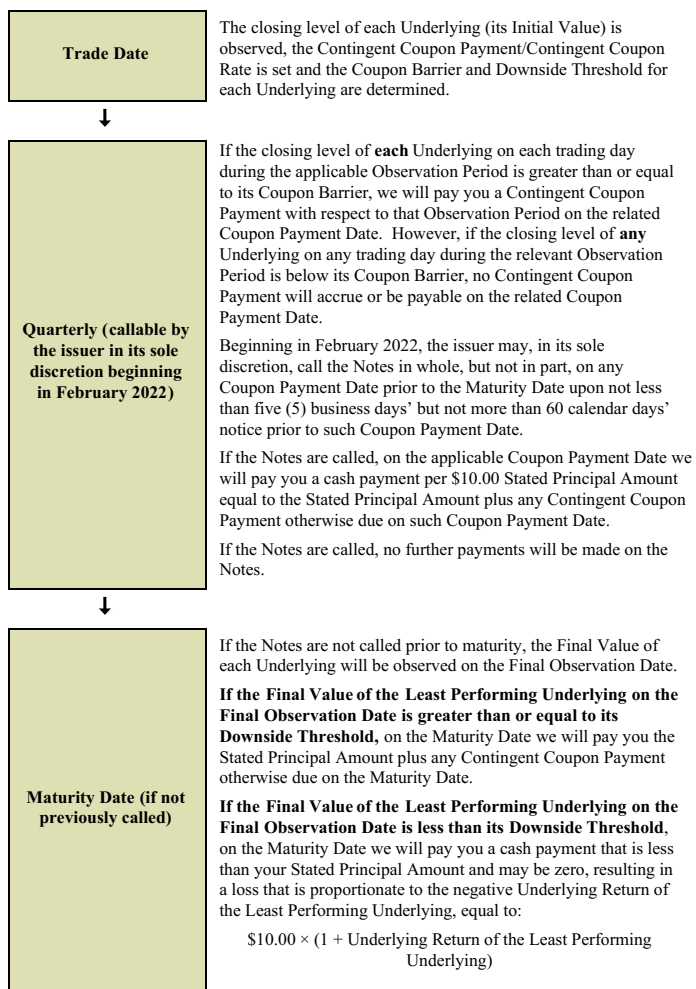 Trade Date
The closing level of each Underlying (its Initial Value) is
observed, the Contingent Coupon Payment/Contingent Coupon
Rate is set and the Coupon Barrier and Downside Threshold for
each Underlying are determined.
Quarterly (callable by
the issuer in its sole
discretion beginning
in February 2022)
If the closing level of each Underlying on each trading day
during the applicable Observation Period is greater than or equal
to its Coupon Barrier, we will pay you a Contingent Coupon
Payment with respect to that Observation Period on the related
Coupon Payment Date. However, if the closing level of any
Underlying on any trading day during the relevant Observation
Period is below its Coupon Barrier, no Contingent Coupon
Payment will accrue or be payable on the related Coupon
Payment Date.
Beginning in February 2022, the issuer may, in its sole
discretion, call the Notes in whole, but not in part, on any
Coupon Payment Date prior to the Maturity Date upon not less
than five (5) business days’ but not more than 60 calendar days’
notice prior to such Coupon Payment Date.
If the Notes are called, on the applicable Coupon Payment Date we
will pay you a cash payment per $10.00 Stated Principal Amount
equal to the Stated Principal Amount plus any Contingent Coupon
Payment otherwise due on such Coupon Payment Date.
If the Notes are called, no further payments will be made on the
Notes.
Maturity Date (if not
previously called)
If the Notes are not called prior to maturity, the Final Value of
each Underlying will be observed on the Final Observation Date.
If the Final Value of the Least Performing Underlying on the
Final Observation Date is greater than or equal to its
Downside Threshold, on the Maturity Date we will pay you the
Stated Principal Amount plus any Contingent Coupon Payment
otherwise due on the Maturity Date.
If the Final Value of the Least Performing Underlying on the
Final Observation Date is less than its Downside Threshold,
on the Maturity Date we will pay you a cash payment that is less
than your Stated Principal Amount and may be zero, resulting in
a loss that is proportionate to the negative Underlying Return of
the Least Performing Underlying, equal to:
$10.00 × (1 + Underlying Return of the Least Performing
Underlying)